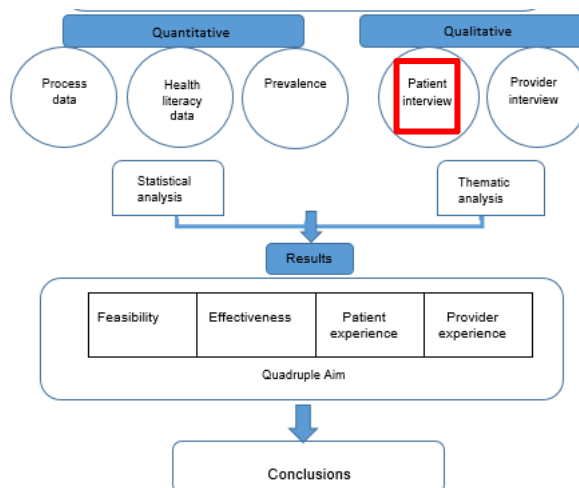 Quantitative
Qualitative
Process
data
Health
literacy
data
Prevalence
Patient
interview
Provider
interview
Statistical
analysis
Thematic
analysis
Results
Feasibility
Effectiveness
Patient
experience
Provider
experience
Quadruple Aim
Conclusions